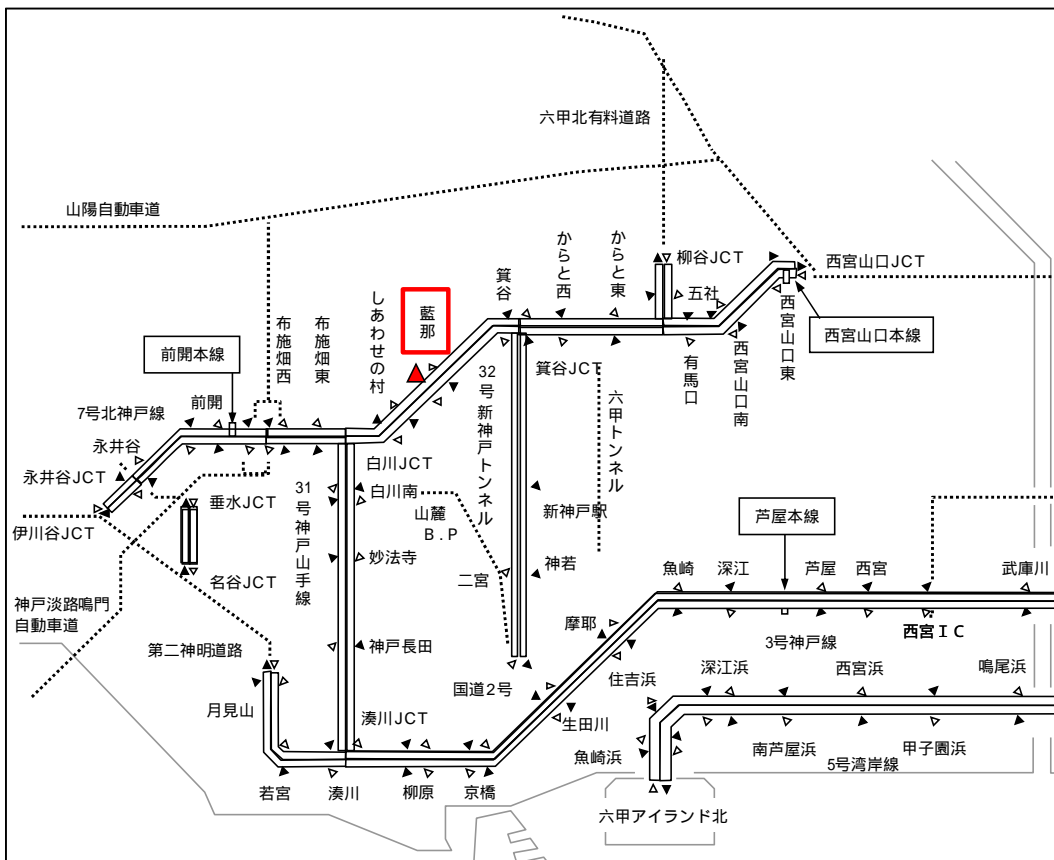 六甲北有料道路
山陽自動車道
からと西
からと東
柳谷JCT
西宮山口JCT
箕谷
五社
藍那
しあわせの村
布施畑西
布施畑東
前開本線
西宮山口東
西宮山口本線
西宮山口南
有馬口
箕谷JCT
32号新神戸トンネル
六甲トンネル
7号北神戸線
前開
永井谷
永井谷JCT
白川JCT
白川南
31号神戸山手線
山麓
B.P
新神戸駅
垂水JCT
伊川谷JCT
芦屋本線
妙法寺
神若
二宮
魚崎
深江
芦屋
西宮
武庫川
名谷JCT
神戸淡路鳴門
自動車道
摩耶
西宮IC
3号神戸線
神戸長田
第二神明道路
住吉浜
深江浜
西宮浜
鳴尾浜
国道2号
月見山
湊川JCT
生田川
魚崎浜
南芦屋浜
甲子園浜
5号湾岸線
若宮
湊川
柳原
京橋
六甲アイランド北